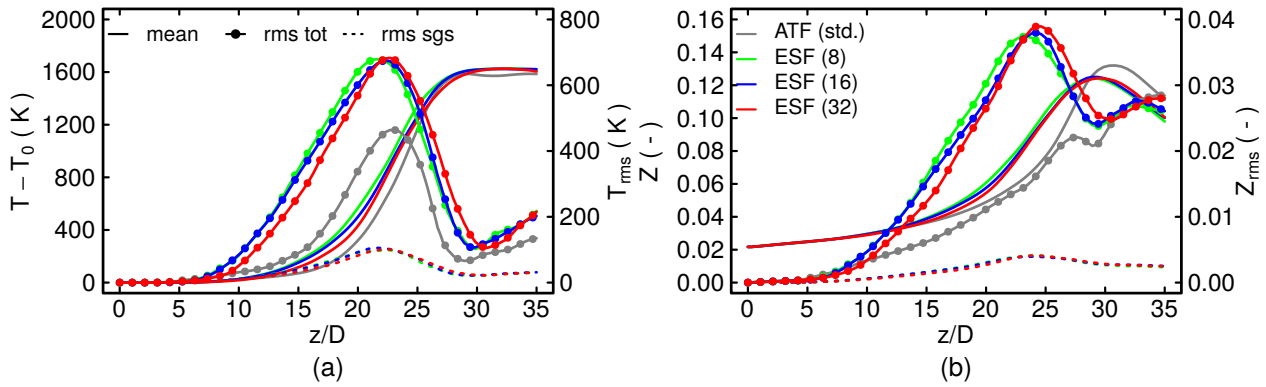 mean rms tot rms sgs
2000
1600
1200
800
400
0
T − T0 ( K )
800
600
400
200
0
Trms ( K )
0 5 10 15 20 25 30 35
z/D
(a)
ATF (std.)
ESF (8)
ESF (16)
ESF (32)
0.16
0.14
0.12
0.10
0.08
0.06
0.04
0.02
0.00
Z ( - )
0.04
0.03
0.02
0.01
0.00
Zrms ( - )
0 5 10 15 20 25 30 35
z/D
(b)